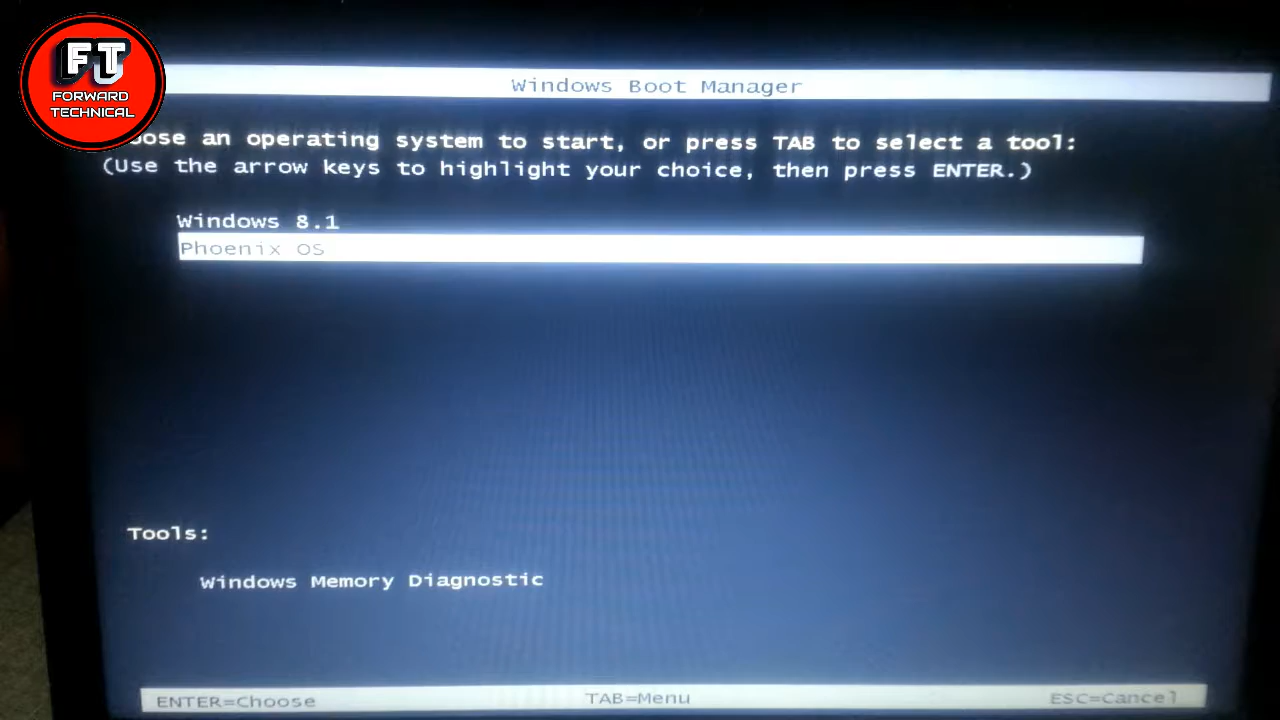 FT
FORWARD
TECHNICAL
Windows Boot Manager
an operating system to start, or press TAB to select a tool:
(Use the arrow keys to highlight your choice, then press ENTER.)
Windows 8.1
Phoenix OS
Tools:
Windows Memory Diagnostic
ENTER=Choose TAB=Menu ESC=Cancel